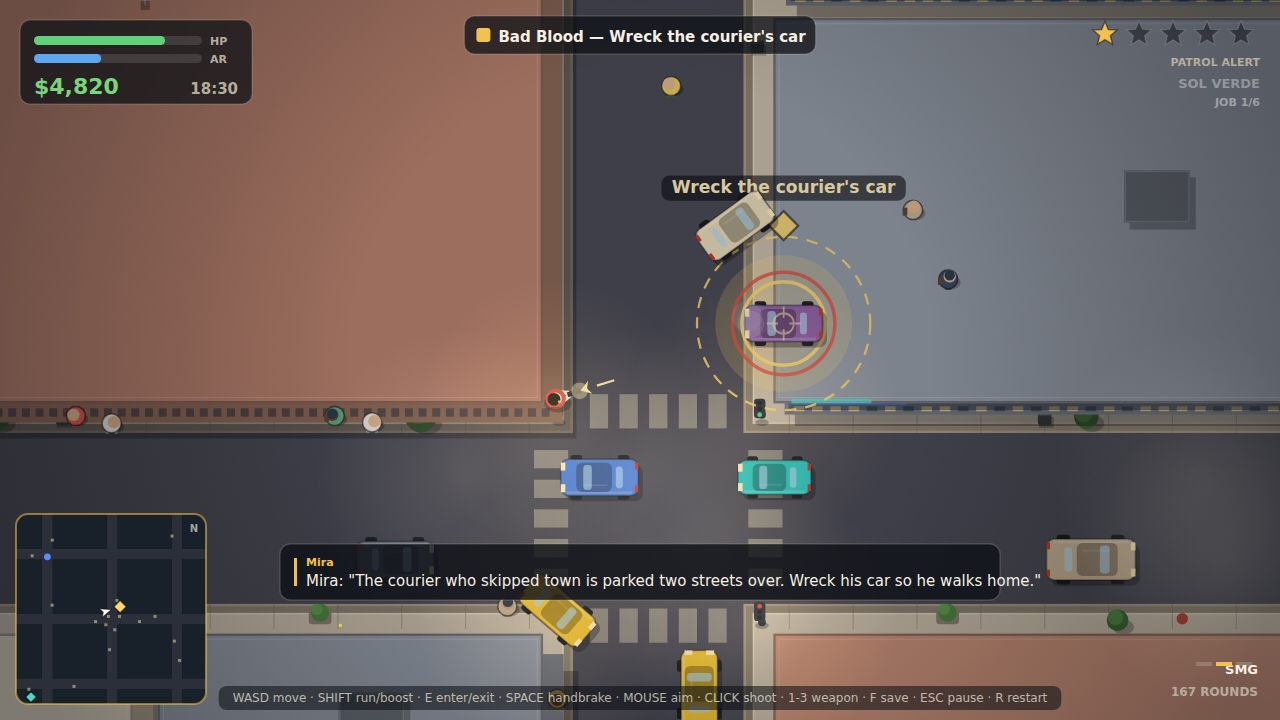 HP
AR
$4,820 18:30
Bad Blood — Wreck the courier's car
PATROL ALERT
SOL VERDE
JOB 1/6
Wreck the courier's car
N
Mira
Mira: "The courier who skipped town is parked two streets over. Wreck his car so he walks home."
SMG
167 ROUNDS
WASD move · SHIFT run/boost · E enter/exit · SPACE handbrake · MOUSE aim · CLICK shoot · 1-3 weapon · F save · ESC pause · R restart